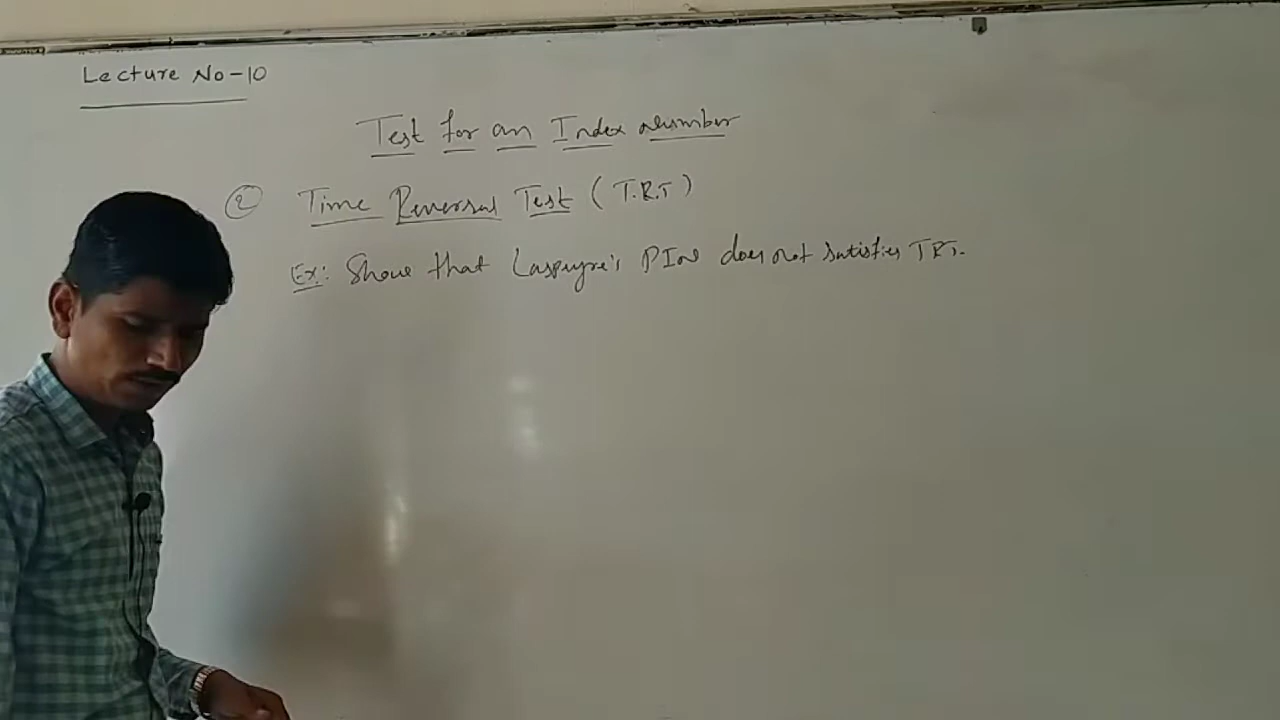 Lecture No-10
Test for an Index Number
② Time Reversal Test (T.R.T)
Ex:: Show that Laspeyre's PIN does not satisfies TRT.